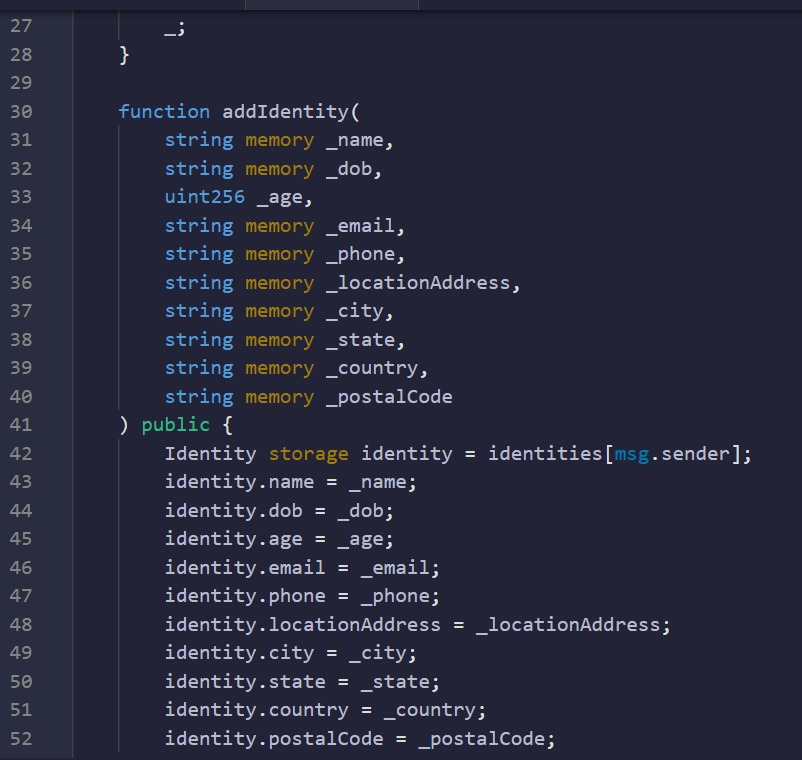 27 _;
28 }
29
30 function addIdentity(
31 string memory _name,
32 string memory _dob,
33 uint256 _age,
34 string memory _email,
35 string memory _phone,
36 string memory _locationAddress,
37 string memory _city,
38 string memory _state,
39 string memory _country,
40 string memory _postalCode
41 ) public {
42 Identity storage identity = identities[msg.sender];
43 identity.name = _name;
44 identity.dob = _dob;
45 identity.age = _age;
46 identity.email = _email;
47 identity.phone = _phone;
48 identity.locationAddress = _locationAddress;
49 identity.city = _city;
50 identity.state = _state;
51 identity.country = _country;
52 identity.postalCode = _postalCode;